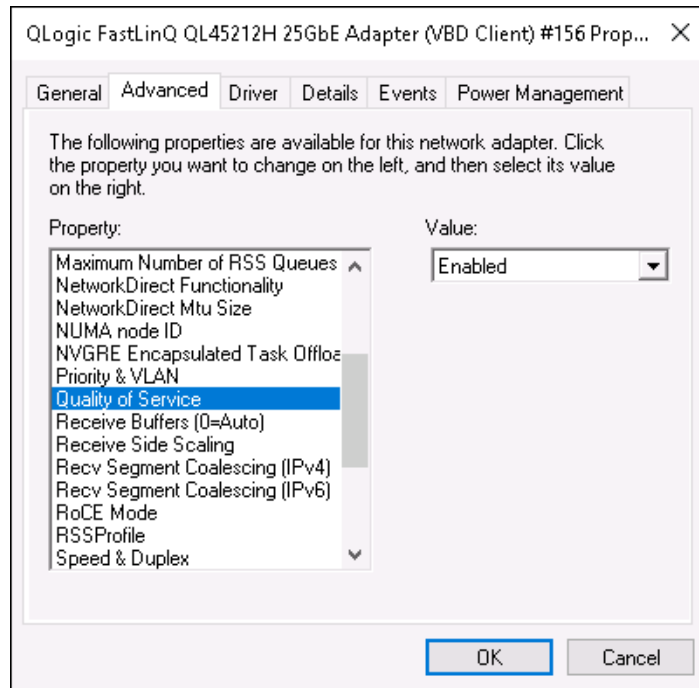 QLogic FastLinQ QL45212H 25GbE Adapter (VBD Client) #156 Prop...
General Advanced Driver Details Events Power Management
The following properties are available for this network adapter. Click
the property you want to change on the left, and then select its value
on the right.
Property:
Value:
Maximum Number of RSS Queues
NetworkDirect Functionality
NetworkDirect Mtu Size
NUMA node ID
NVGRE Encapsulated Task Offloa
Priority & VLAN
Quality of Service
Receive Buffers (0=Auto)
Receive Side Scaling
Recv Segment Coalescing (IPv4)
Recv Segment Coalescing (IPv6)
RoCE Mode
RSSProfile
Speed & Duplex
Enabled
OK
Cancel